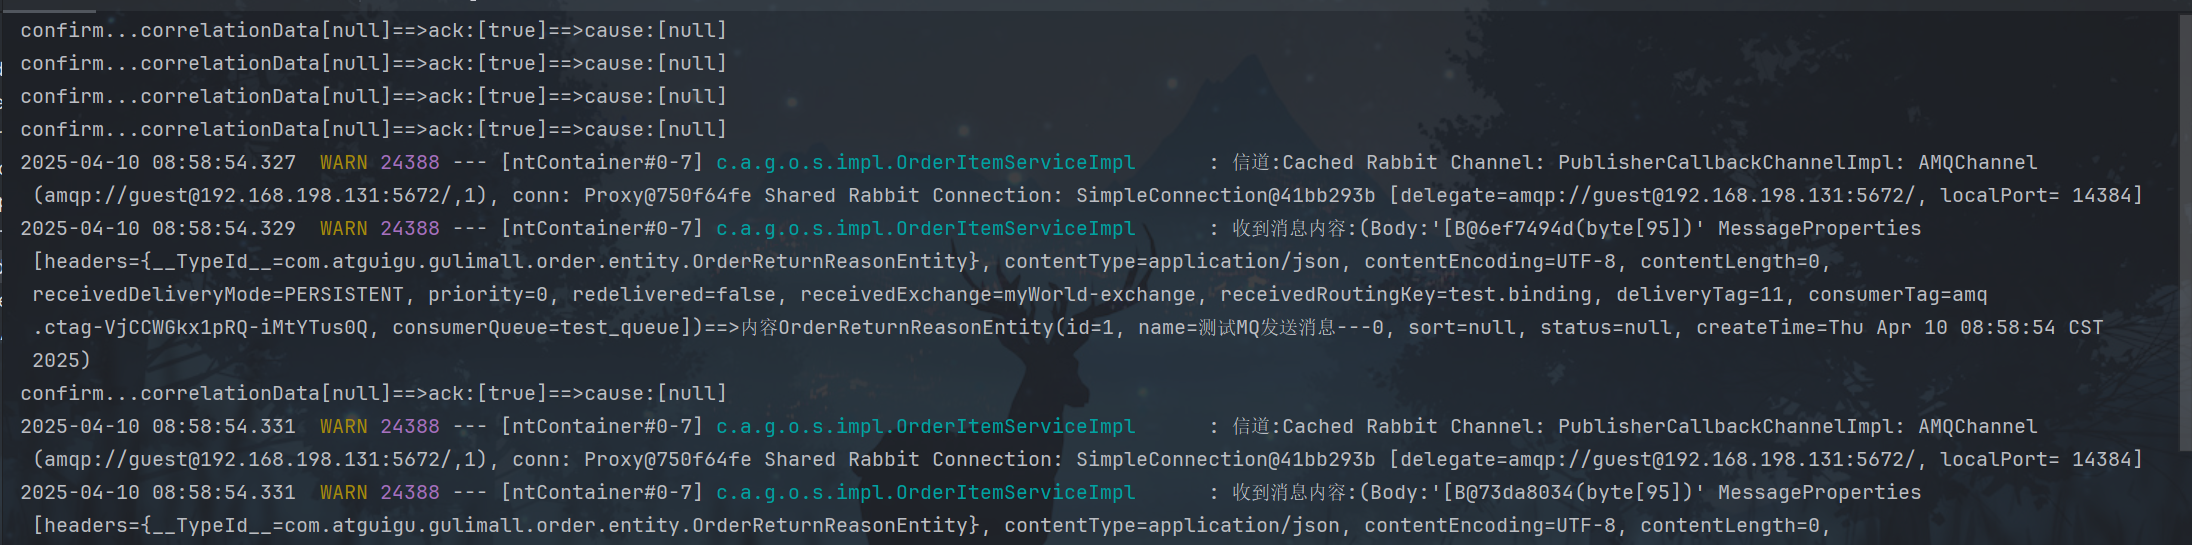 confirm...correlationData[null]==>ack:[true]==>cause:[null]
confirm...correlationData[null]==>ack:[true]==>cause:[null]
confirm...correlationData[null]==>ack:[true]==>cause:[null]
confirm...correlationData[null]==>ack:[true]==>cause:[null]
2025-04-10 08:58:54.327  WARN 24388 --- [ntContainer#0-7] c.a.g.o.s.impl.OrderItemServiceImpl      : 信道:Cached Rabbit Channel: PublisherCallbackChannelImpl: AMQChannel
(amqp://guest@192.168.198.131:5672/,1), conn: Proxy@750f64fe Shared Rabbit Connection: SimpleConnection@41bb293b [delegate=amqp://guest@192.168.198.131:5672/, localPort= 14384]
2025-04-10 08:58:54.329  WARN 24388 --- [ntContainer#0-7] c.a.g.o.s.impl.OrderItemServiceImpl      : 收到消息内容:(Body:'[B@6ef7494d(byte[95])' MessageProperties
[headers={__TypeId__=com.atguigu.gulimall.order.entity.OrderReturnReasonEntity}, contentType=application/json, contentEncoding=UTF-8, contentLength=0,
receivedDeliveryMode=PERSISTENT, priority=0, redelivered=false, receivedExchange=myWorld-exchange, receivedRoutingKey=test.binding, deliveryTag=11, consumerTag=amq
.ctag-VjCCWGkx1pRQ-iMtYTus0Q, consumerQueue=test_queue])==>内容OrderReturnReasonEntity(id=1, name=测试MQ发送消息---0, sort=null, status=null, createTime=Thu Apr 10 08:58:54 CST
2025)
confirm...correlationData[null]==>ack:[true]==>cause:[null]
2025-04-10 08:58:54.331  WARN 24388 --- [ntContainer#0-7] c.a.g.o.s.impl.OrderItemServiceImpl      : 信道:Cached Rabbit Channel: PublisherCallbackChannelImpl: AMQChannel
(amqp://guest@192.168.198.131:5672/,1), conn: Proxy@750f64fe Shared Rabbit Connection: SimpleConnection@41bb293b [delegate=amqp://guest@192.168.198.131:5672/, localPort= 14384]
2025-04-10 08:58:54.331  WARN 24388 --- [ntContainer#0-7] c.a.g.o.s.impl.OrderItemServiceImpl      : 收到消息内容:(Body:'[B@73da8034(byte[95])' MessageProperties
[headers={__TypeId__=com.atguigu.gulimall.order.entity.OrderReturnReasonEntity}, contentType=application/json, contentEncoding=UTF-8, contentLength=0,